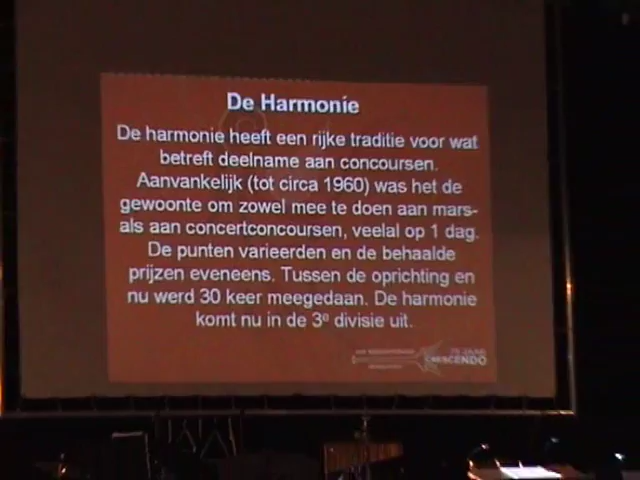 De Harmonie
De harmonie heeft een rijke traditie voor wat
betreft deelname aan concoursen.
Aanvankelijk (tot circa 1960) was het de
gewoonte om zowel mee te doen aan mars-
als aan concertconcoursen, veelal op 1 dag.
De punten varieerden en de behaalde
prijzen eveneens. Tussen de oprichting en
nu werd 30 keer meegedaan. De harmonie
komt nu in de 3e divisie uit.
75 JAAR
CRESCENDO